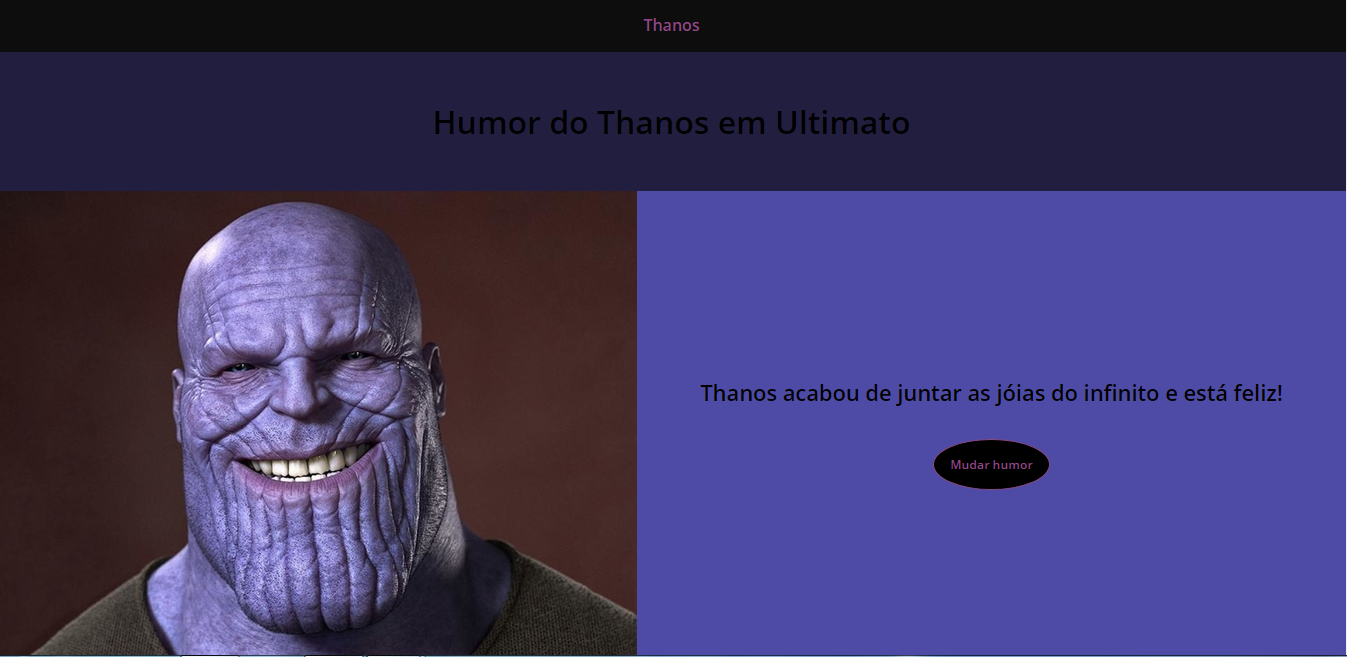 Thanos
Humor do Thanos em Ultimato
Thanos acabou de juntar as jóias do infinito e está feliz!
Mudar humor